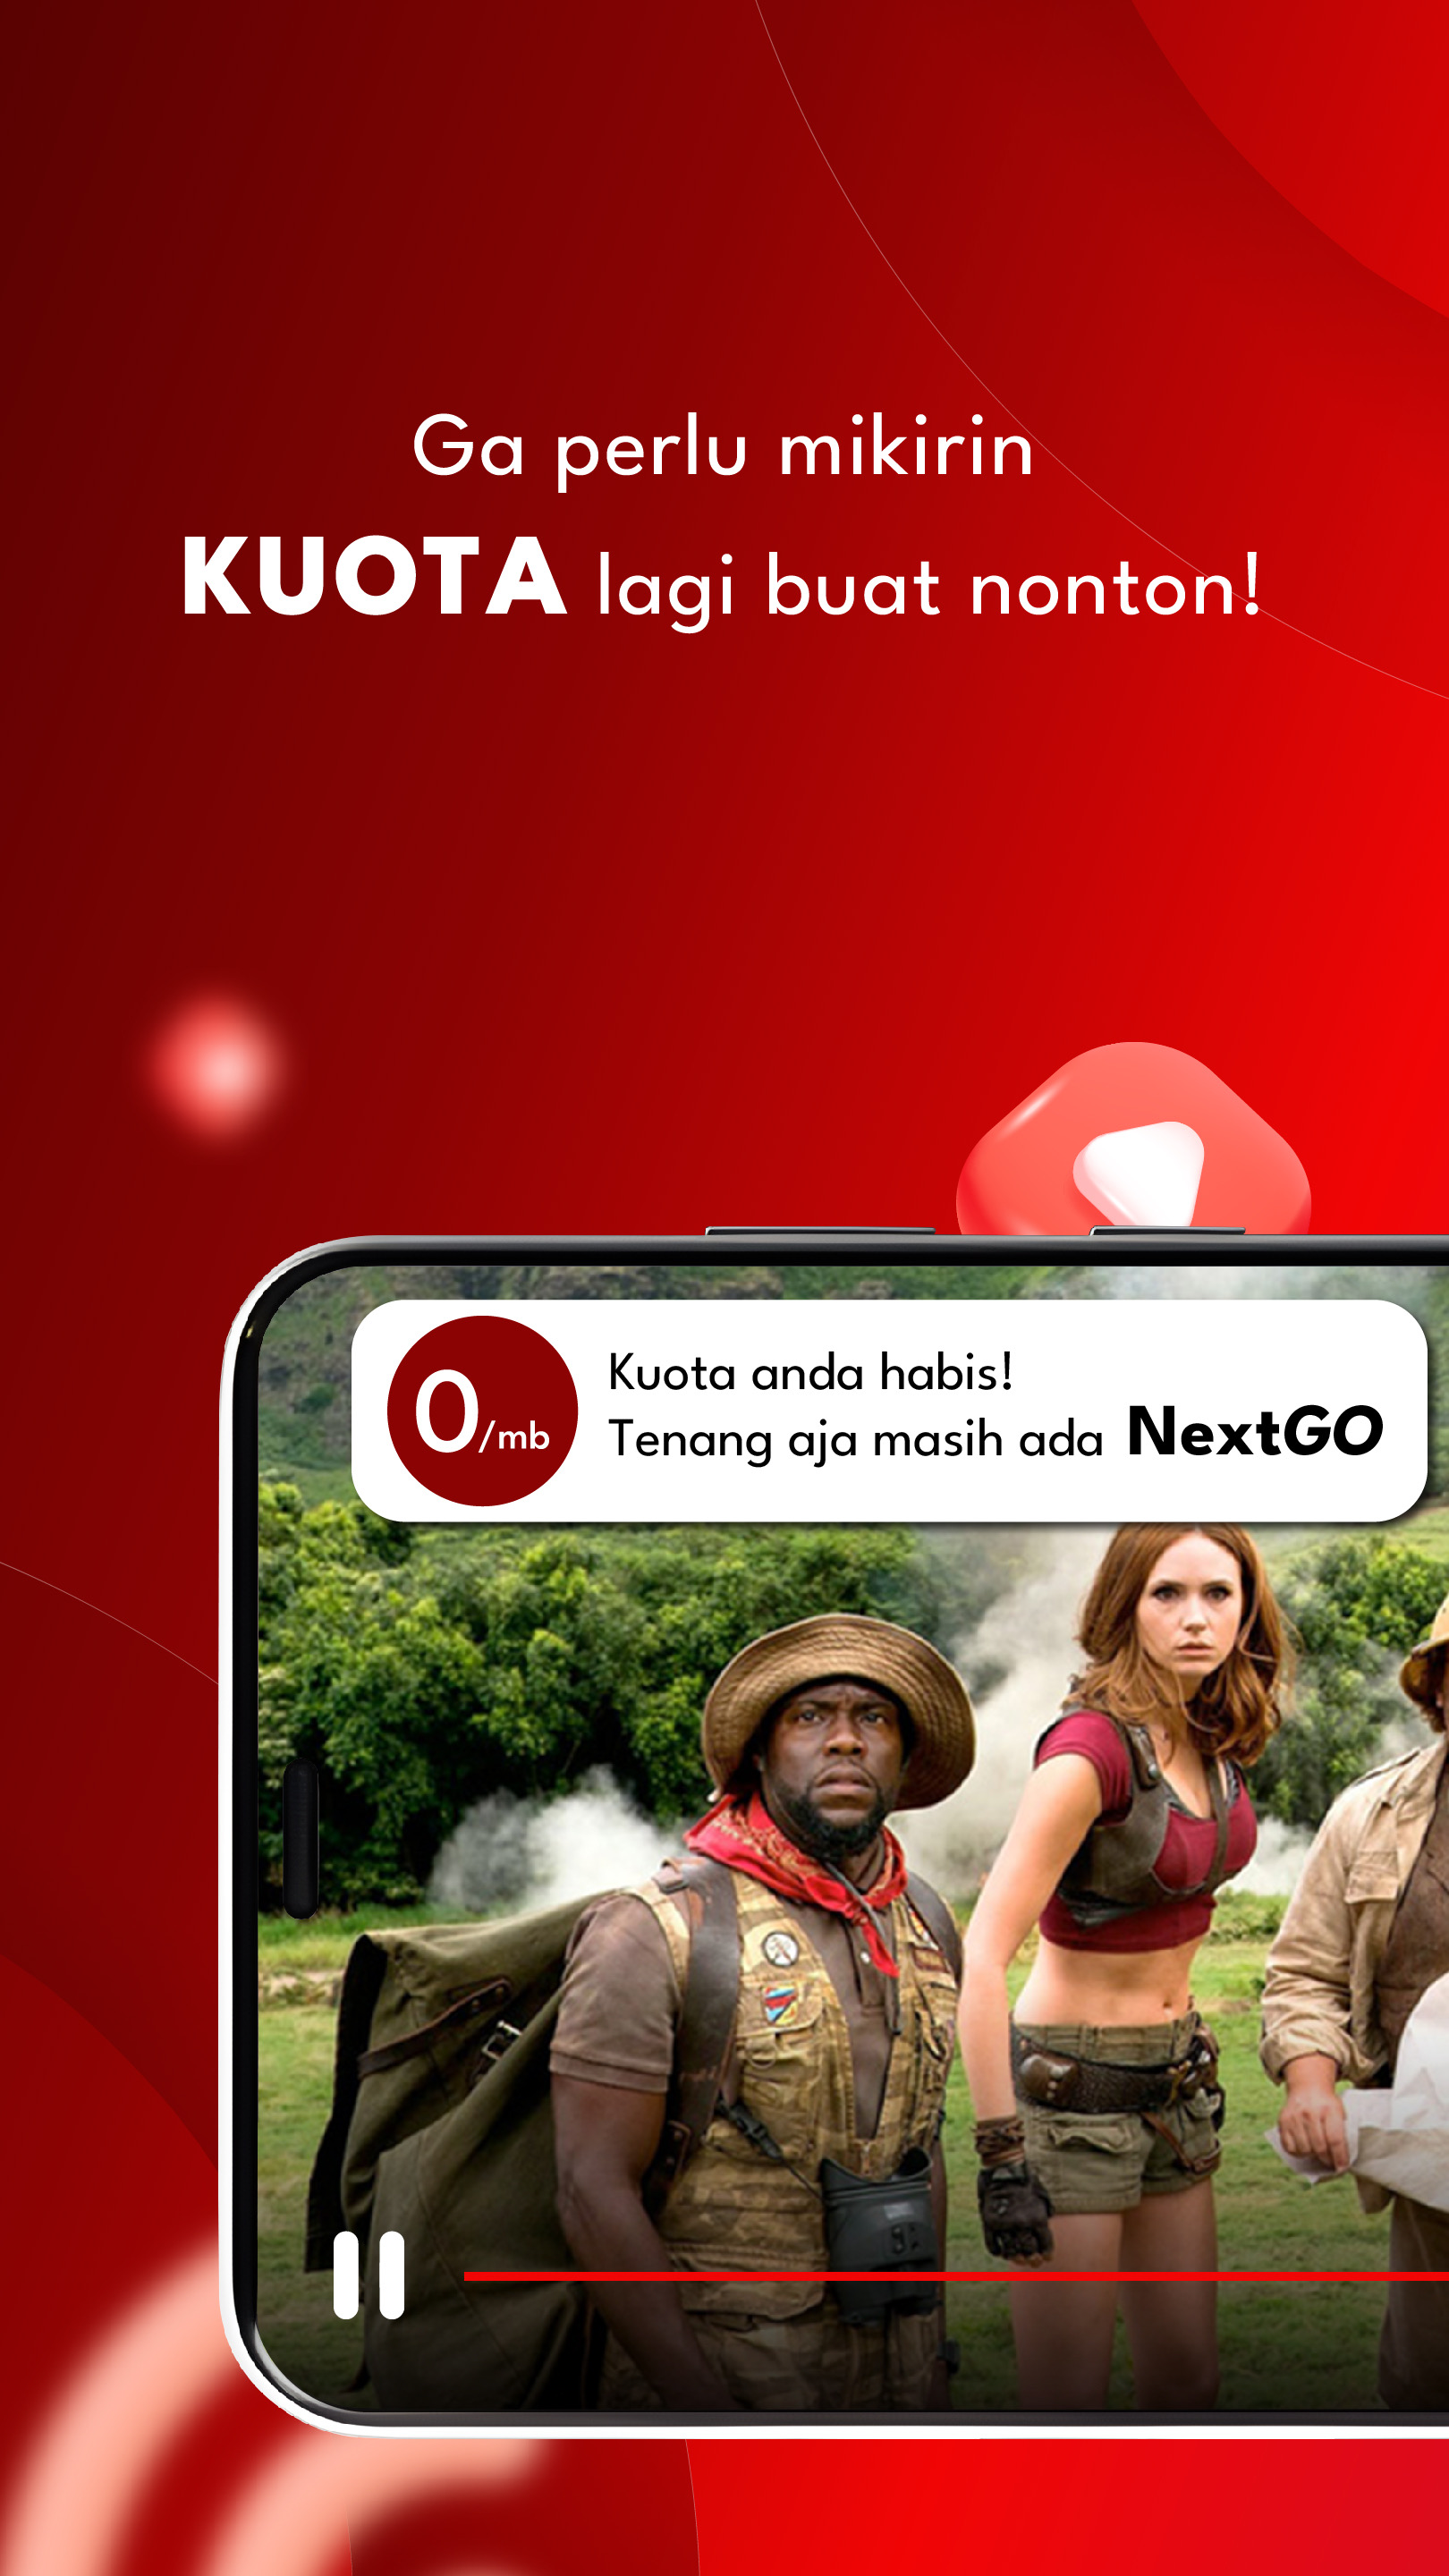 Ga perlu mikirin
KUOTA lagi buat nonton!
0/mb
Kuota anda habis!
Tenang aja masih ada NextGO